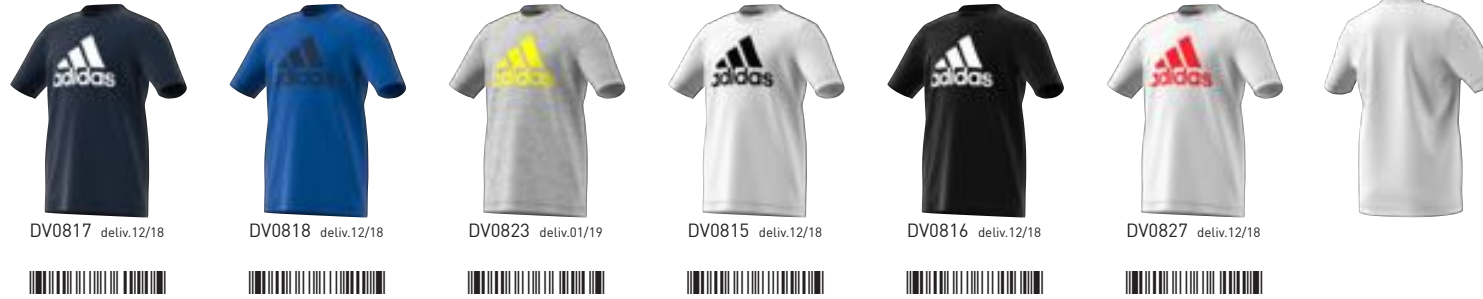 adidas
adidas
adidas
adidas
adidas
adidas
DV0817 deliv.12/18
DV0818 deliv.12/18
DV0823 deliv.01/19
DV0815 deliv.12/18
DV0816 deliv.12/18
DV0827 deliv.12/18